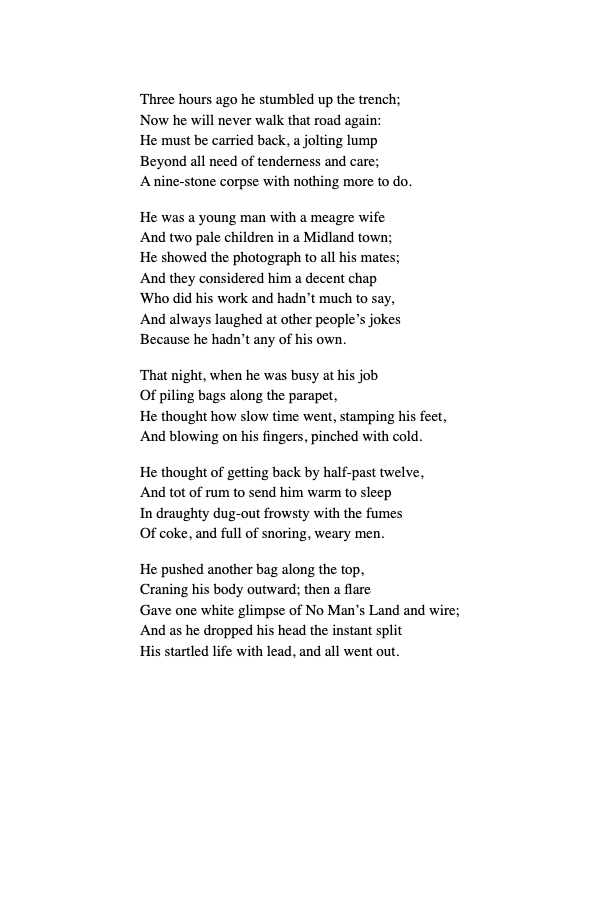 Three hours ago he stumbled up the trench;
Now he will never walk that road again:
He must be carried back, a jolting lump
Beyond all need of tenderness and care;
A nine-stone corpse with nothing more to do.
He was a young man with a meagre wife
And two pale children in a Midland town;
He showed the photograph to all his mates;
And they considered him a decent chap
Who did his work and hadn’t much to say,
And always laughed at other people’s jokes
Because he hadn’t any of his own.
That night, when he was busy at his job
Of piling bags along the parapet,
He thought how slow time went, stamping his feet,
And blowing on his fingers, pinched with cold.
He thought of getting back by half-past twelve,
And tot of rum to send him warm to sleep
In draughty dug-out frowsty with the fumes
Of coke, and full of snoring, weary men.
He pushed another bag along the top,
Craning his body outward; then a flare
Gave one white glimpse of No Man’s Land and wire;
And as he dropped his head the instant split
His startled life with lead, and all went out.